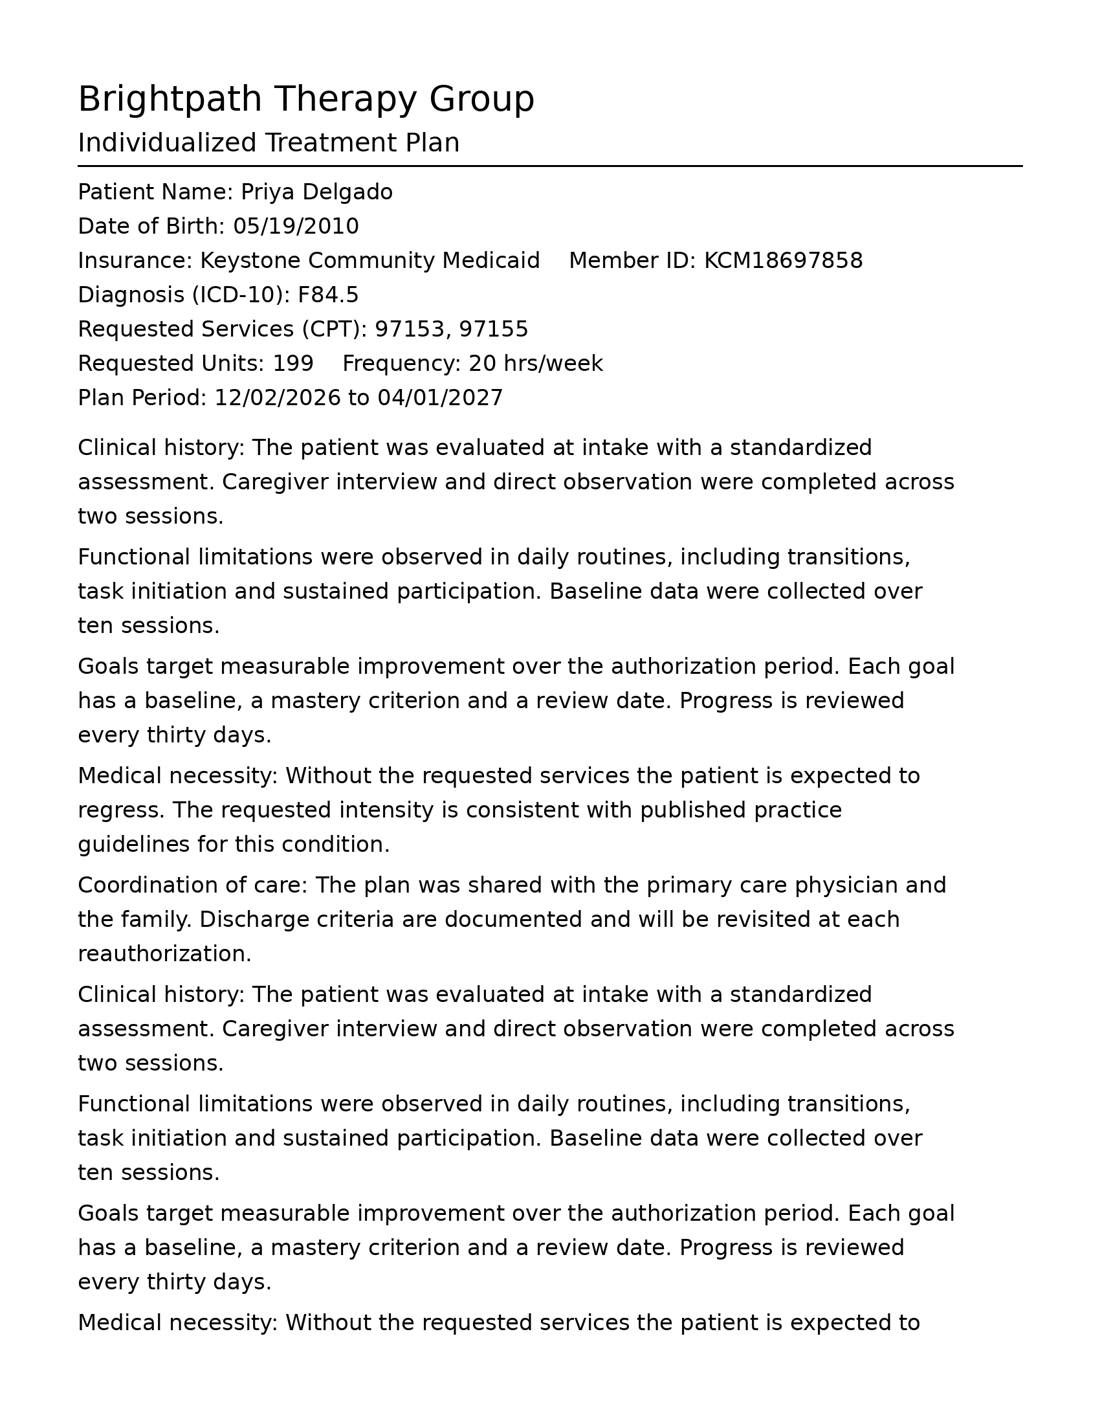 Brightpath Therapy Group
Individualized Treatment Plan
Patient Name: Priya Delgado
Date of Birth: 05/19/2010
Insurance: Keystone Community Medicaid    Member ID: KCM18697858
Diagnosis (ICD-10): F84.5
Requested Services (CPT): 97153, 97155
Requested Units: 199    Frequency: 20 hrs/week
Plan Period: 12/02/2026 to 04/01/2027
Clinical history: The patient was evaluated at intake with a standardized
assessment. Caregiver interview and direct observation were completed across
two sessions.
Functional limitations were observed in daily routines, including transitions,
task initiation and sustained participation. Baseline data were collected over
ten sessions.
Goals target measurable improvement over the authorization period. Each goal
has a baseline, a mastery criterion and a review date. Progress is reviewed
every thirty days.
Medical necessity: Without the requested services the patient is expected to
regress. The requested intensity is consistent with published practice
guidelines for this condition.
Coordination of care: The plan was shared with the primary care physician and
the family. Discharge criteria are documented and will be revisited at each
reauthorization.
Clinical history: The patient was evaluated at intake with a standardized
assessment. Caregiver interview and direct observation were completed across
two sessions.
Functional limitations were observed in daily routines, including transitions,
task initiation and sustained participation. Baseline data were collected over
ten sessions.
Goals target measurable improvement over the authorization period. Each goal
has a baseline, a mastery criterion and a review date. Progress is reviewed
every thirty days.
Medical necessity: Without the requested services the patient is expected to